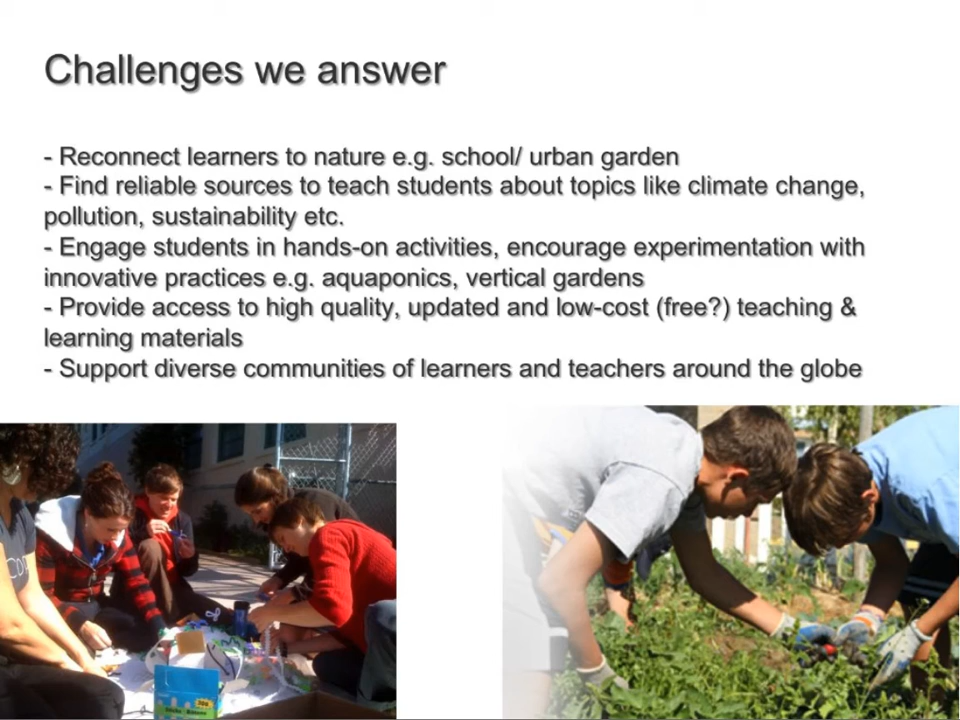 Challenges we answer
- Reconnect learners to nature e.g. school/ urban garden
- Find reliable sources to teach students about topics like climate change,
pollution, sustainability etc.
- Engage students in hands-on activities, encourage experimentation with
innovative practices e.g. aquaponics, vertical gardens
- Provide access to high quality, updated and low-cost (free?) teaching &
learning materials
- Support diverse communities of learners and teachers around the globe